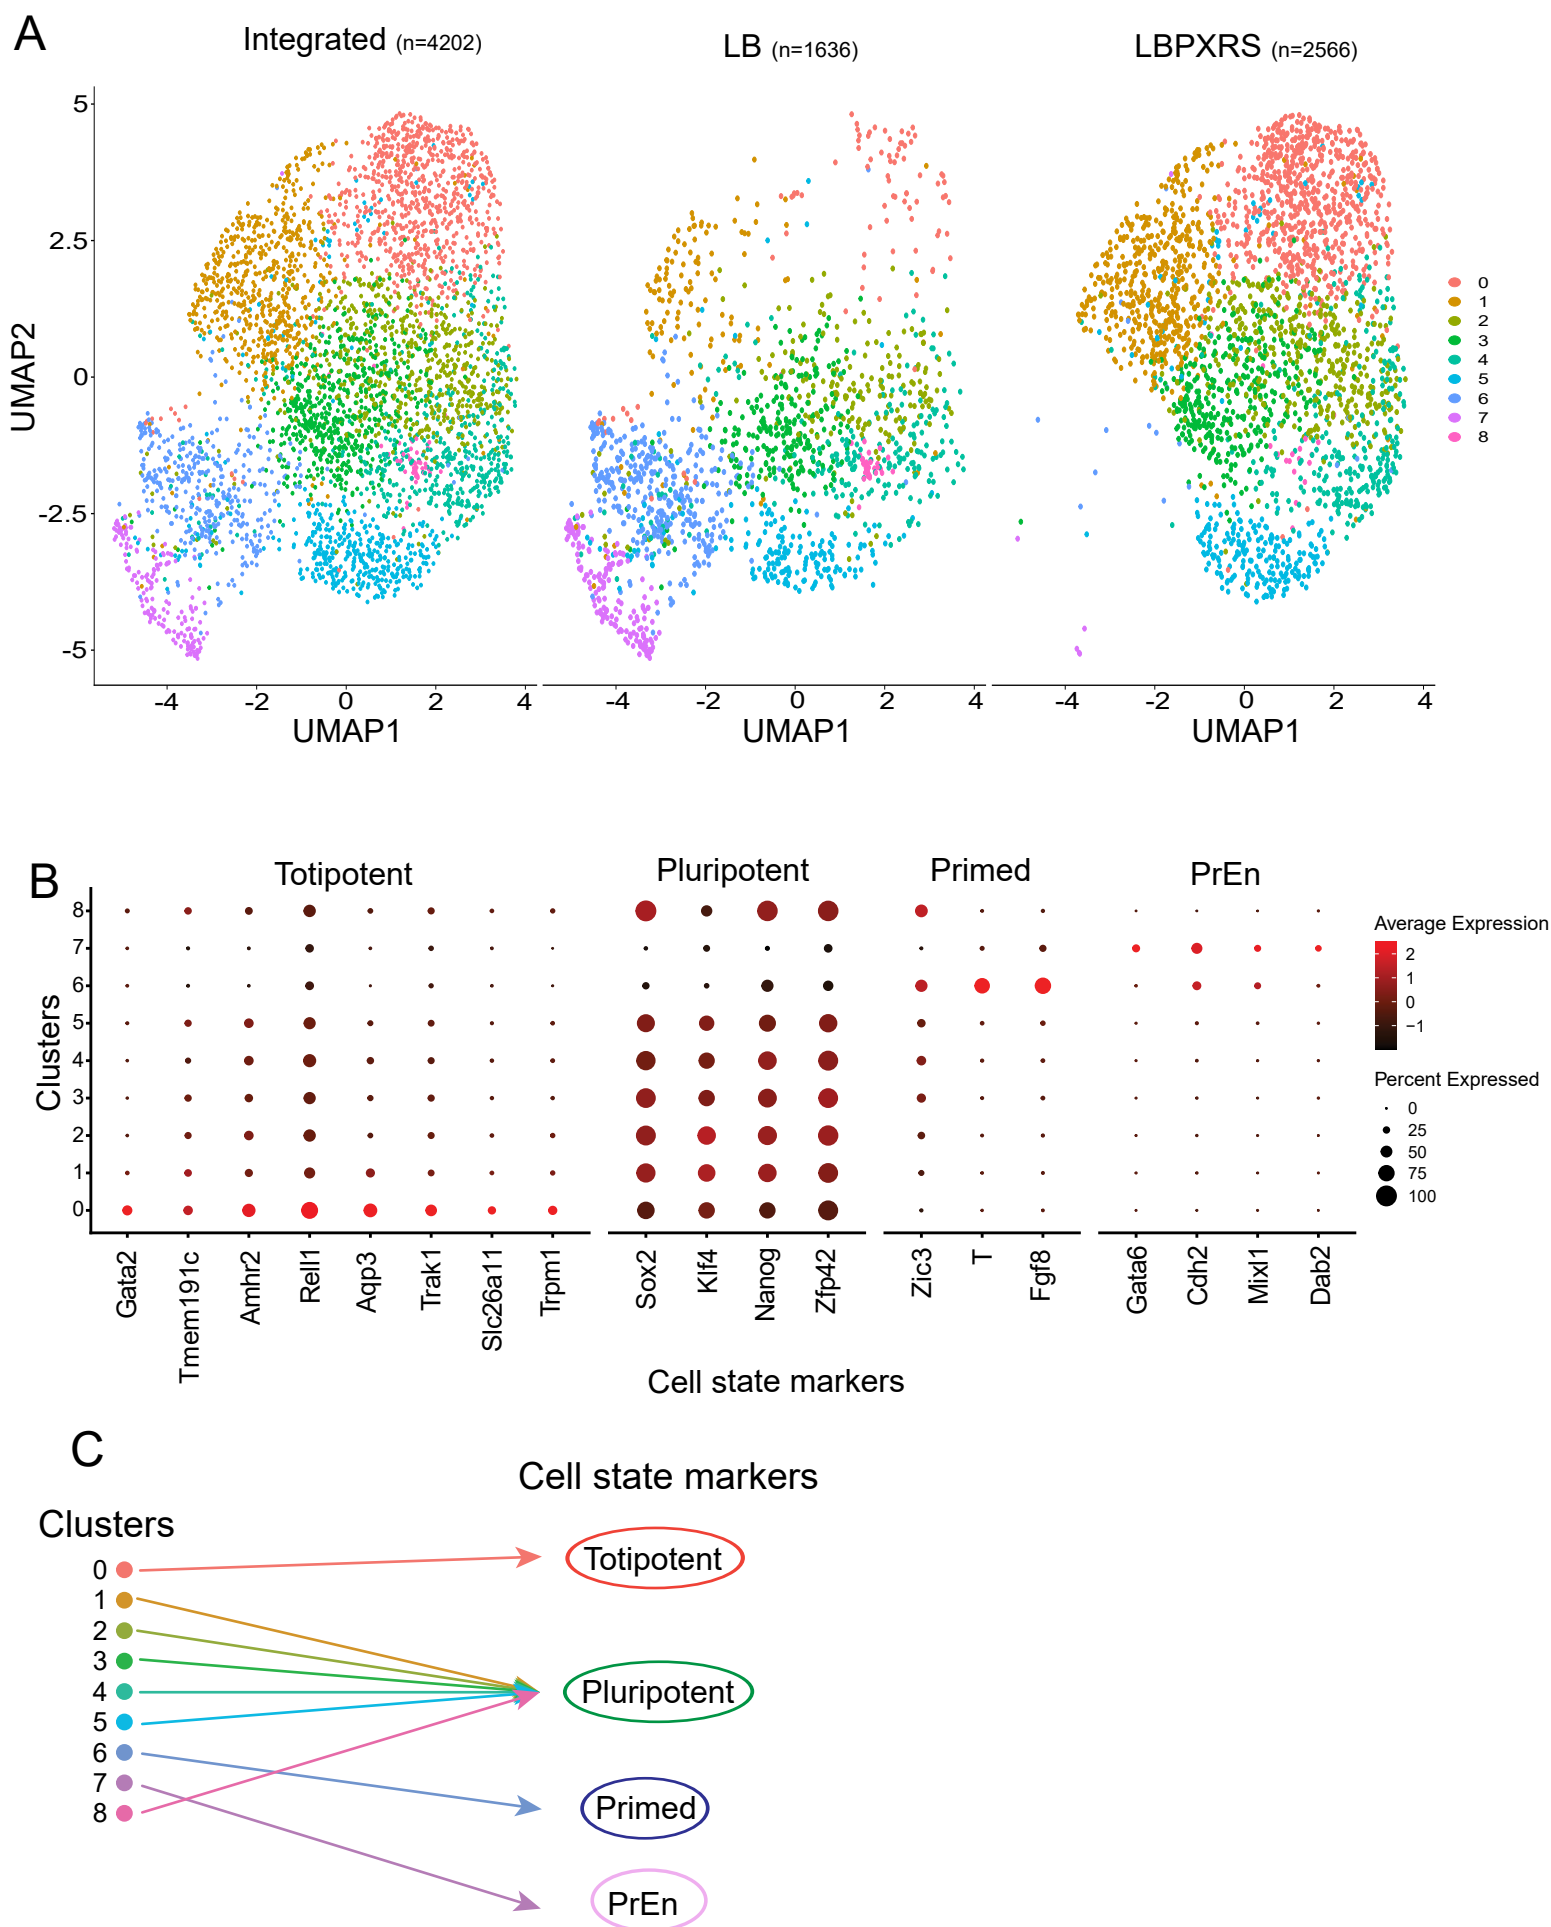 A
Integrated (n=4202)
LB (n=1636)
LBPXRS (n=2566)
UMAP2
5
2.5
0
-2.5
-5
-4 -2 0 2 4
-4 -2 0 2 4
-4 -2 0 2 4
UMAP1
UMAP1
UMAP1
0
1
2
3
4
5
6
7
8
B
Totipotent
Pluripotent
Primed
PrEn
Clusters
8
7
6
5
4
3
2
1
0
Gata2
Tmem191c
Amhr2
Rell1
Aqp3
Trak1
Slc26a11
Trpm1
Sox2
Klf4
Nanog
Zfp42
Zic3
T
Fgf8
Gata6
Cdh2
Mixl1
Dab2
Cell state markers
Average Expression
2
1
0
−1
Percent Expressed
0
25
50
75
100
C
Cell state markers
Clusters
0
1
2
3
4
5
6
7
8
Totipotent
Pluripotent
Primed
PrEn